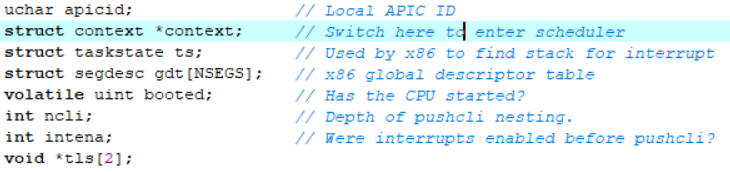 uchar apicid; // Local APIC ID
struct context *context; // Switch here to enter scheduler
struct taskstate ts; // Used by x86 to find stack for interrupt
struct segdesc gdt[NSEGS]; // x86 global descriptor table
volatile uint booted; // Has the CPU started?
int ncli; // Depth of pushcli nesting.
int intena; // Were interrupts enabled before pushcli?
void *tls[2];